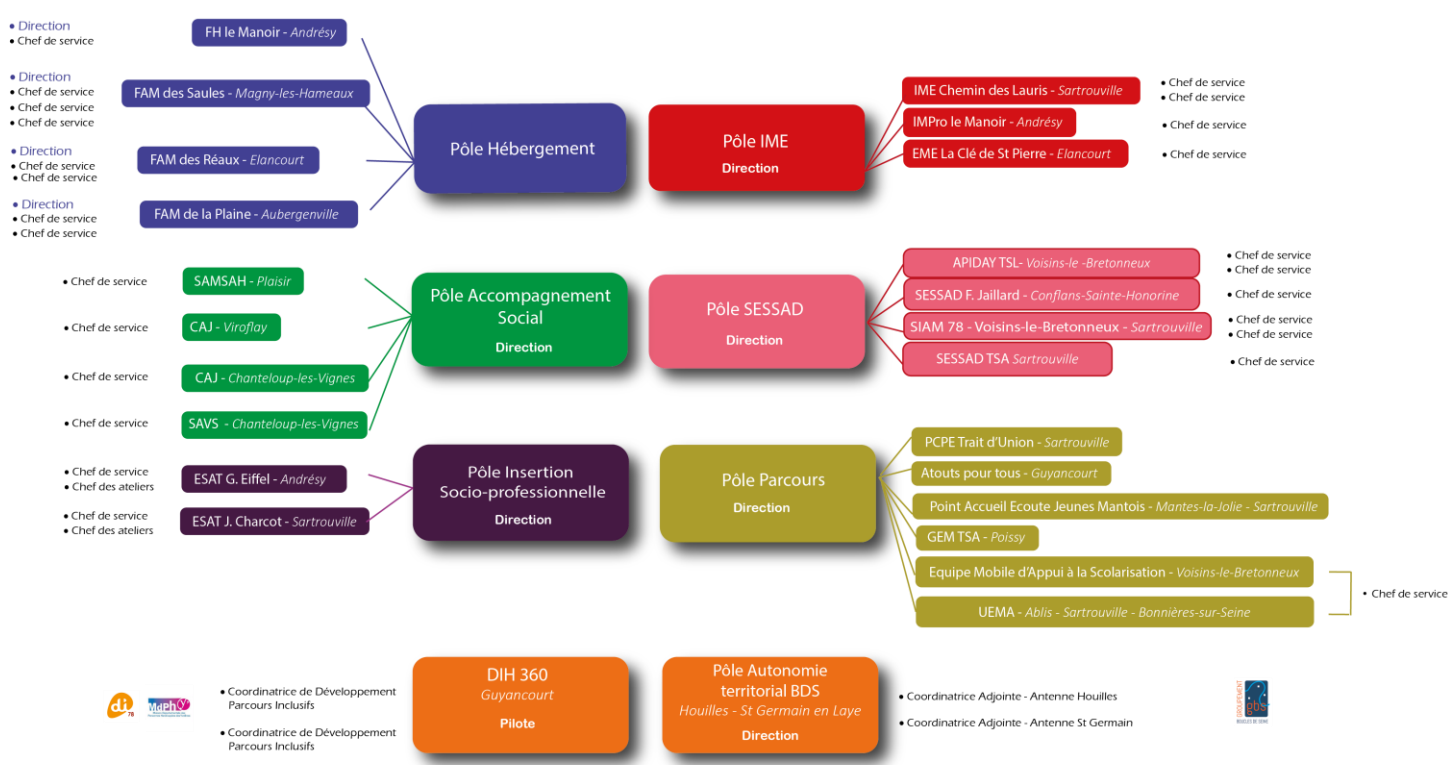 • Direction
• Chef de service
FH le Manoir - Andrésy
• Direction
• Chef de service
• Chef de service
• Chef de service
FAM des Saules - Magny-les-Hameaux
• Direction
• Chef de service
• Chef de service
FAM des Réaux - Elancourt
• Direction
• Chef de service
• Chef de service
FAM de la Plaine - Aubergenville
Pôle Hébergement
Pôle IME
Direction
IME Chemin des Lauris - Sartrouville
• Chef de service
• Chef de service
IMPro le Manoir - Andrésy
• Chef de service
EME La Clé de St Pierre - Elancourt
• Chef de service
• Chef de service
SAMSAH - Plaisir
• Chef de service
CAJ - Viroflay
• Chef de service
CAJ - Chanteloup-les-Vignes
• Chef de service
SAVS - Chanteloup-les-Vignes
Pôle Accompagnement
Social
Direction
Pôle SESSAD
Direction
APIDAY TSL- Voisins-le -Bretonneux
• Chef de service
• Chef de service
SESSAD F. Jaillard - Conflans-Sainte-Honorine
• Chef de service
SIAM 78 - Voisins-le-Bretonneux - Sartrouville
• Chef de service
• Chef de service
SESSAD TSA Sartrouville
• Chef de service
• Chef de service
• Chef des ateliers
ESAT G. Eiffel - Andrésy
• Chef de service
• Chef des ateliers
ESAT J. Charcot - Sartrouville
Pôle Insertion
Socio-professionnelle
Direction
Pôle Parcours
Direction
PCPE Trait d'Union - Sartrouville
Atouts pour tous - Guyancourt
Point Accueil Ecoute Jeunes Mantois - Mantes-la-Jolie - Sartrouville
GEM TSA - Poissy
Equipe Mobile d'Appui à la Scolarisation - Voisins-le-Bretonneux
UEMA - Ablis - Sartrouville - Bonnières-sur-Seine
• Chef de service
di
78
MdPh
• Coordinatrice de Développement
Parcours Inclusifs
• Coordinatrice de Développement
Parcours Inclusifs
DIH 360
Guyancourt
Pilote
Pôle Autonomie
territorial BDS
Houilles - St Germain en Laye
Direction
• Coordinatrice Adjointe - Antenne Houilles
• Coordinatrice Adjointe - Antenne St Germain
GROUPEMENT
gbs
BOUCLES DE SEINE